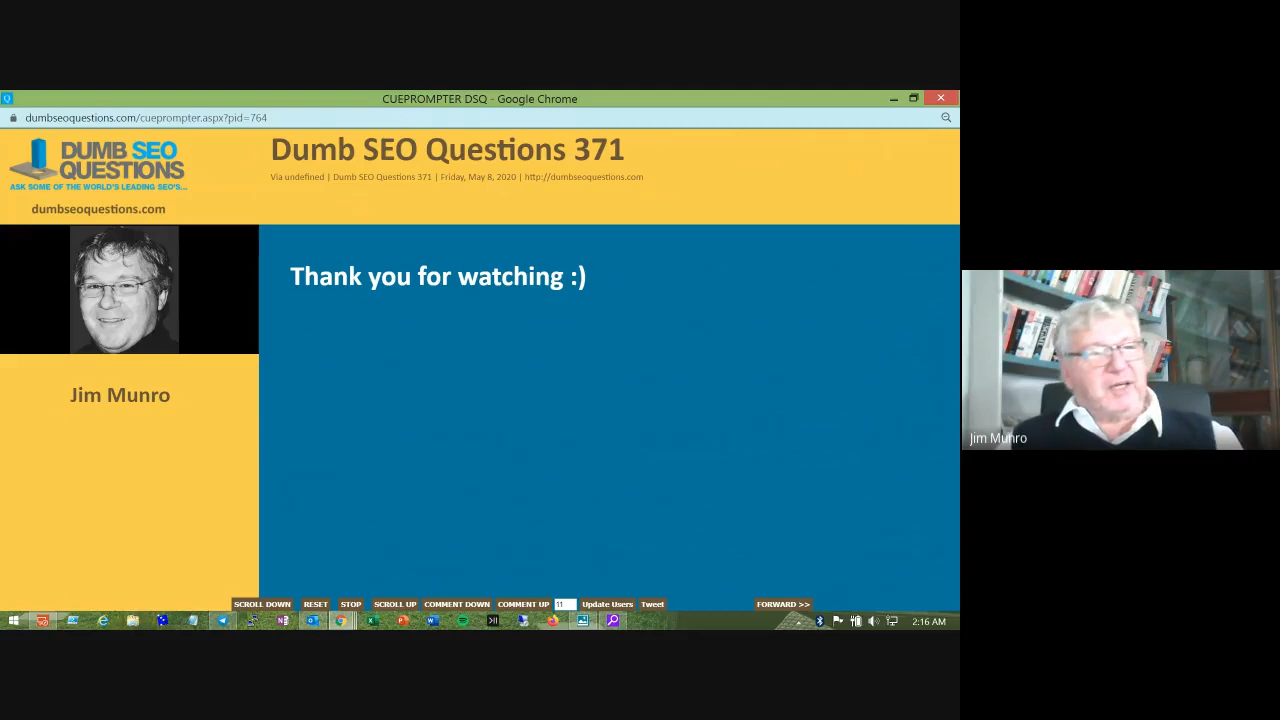 CUEPROMPTER DSQ - Google Chrome
dumbseoquestions.com/cueprompter.aspx?pid=764
DUMB SEO
QUESTIONS
ASK SOME OF THE WORLD'S LEADING SEO'S...
dumbseoquestions.com
Dumb SEO Questions 371
Via undefined | Dumb SEO Questions 371 | Friday, May 8, 2020 | http://dumbseoquestions.com
Thank you for watching :)
Jim Munro
Jim Munro
SCROLL DOWN RESET STOP SCROLL UP COMMENT DOWN COMMENT UP 11 Update Users Tweet FORWARD >>
2:16 AM